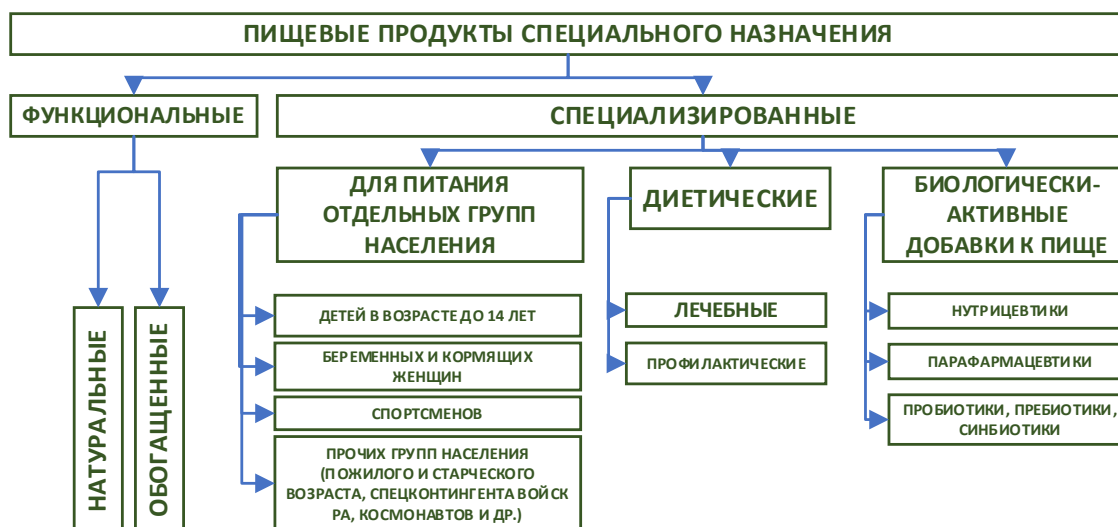 ПИЩЕВЫЕ ПРОДУКТЫ СПЕЦИАЛЬНОГО НАЗНАЧЕНИЯ
ФУНКЦИОНАЛЬНЫЕ
СПЕЦИАЛИЗИРОВАННЫЕ
НАТУРАЛЬНЫЕ
ОБОГАЩЕННЫЕ
ДЛЯ ПИТАНИЯ
ОТДЕЛЬНЫХ ГРУПП
НАСЕЛЕНИЯ
ДЕТЕЙ В ВОЗРАСТЕ ДО 14 ЛЕТ
БЕРЕМЕННЫХ И КОРМЯЩИХ
ЖЕНЩИН
СПОРТСМЕНОВ
ПРОЧИХ ГРУПП НАСЕЛЕНИЯ
(ПОЖИЛОГО И СТАРЧЕСКОГО
ВОЗРАСТА, СПЕЦКОНТИНГЕНТА ВОЙСК
РА, КОСМОНАВТОВ И ДР.)
ДИЕТИЧЕСКИЕ
ЛЕЧЕБНЫЕ
ПРОФИЛАКТИЧЕСКИЕ
БИОЛОГИЧЕСКИ-
АКТИВНЫЕ
ДОБАВКИ К ПИЩЕ
НУТРИЦЕВТИКИ
ПАРАФАРМАЦЕВТИКИ
ПРОБИОТИКИ, ПРЕБИОТИКИ,
СИНБИОТИКИ